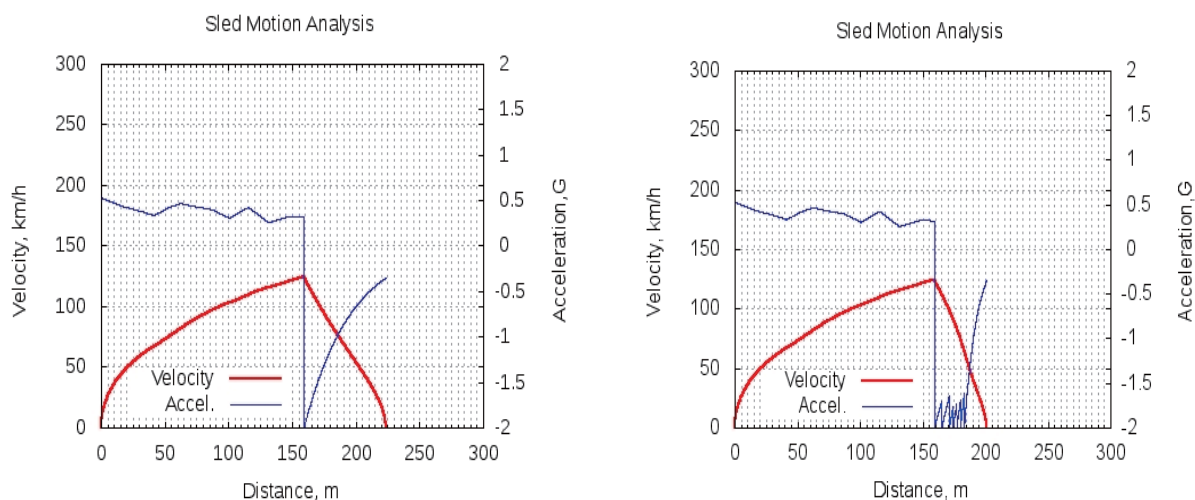 Sled Motion Analysis
300
250
200
150
100
50
0
Velocity, km/h
2
1.5
1
0.5
0
-0.5
-1
-1.5
-2
Acceleration,G
Velocity
Accel.
0 50 100 150 200 250 300
Distance, m
Sled Motion Analysis
300
250
200
150
100
50
0
Velocity, km/h
2
1.5
1
0.5
0
-0.5
-1
-1.5
-2
Acceleration,G
Velocity
Accel.
0 50 100 150 200 250 300
Distance, m